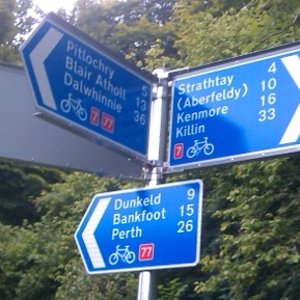 Pitlochry 5
Blair Atholl 13
Dalwhinnie 36
7 77
Strathtay 4
(Aberfeldy) 10
Kenmore 16
Killin 33
7
Dunkeld 9
Bankfoot 15
Perth 26
77